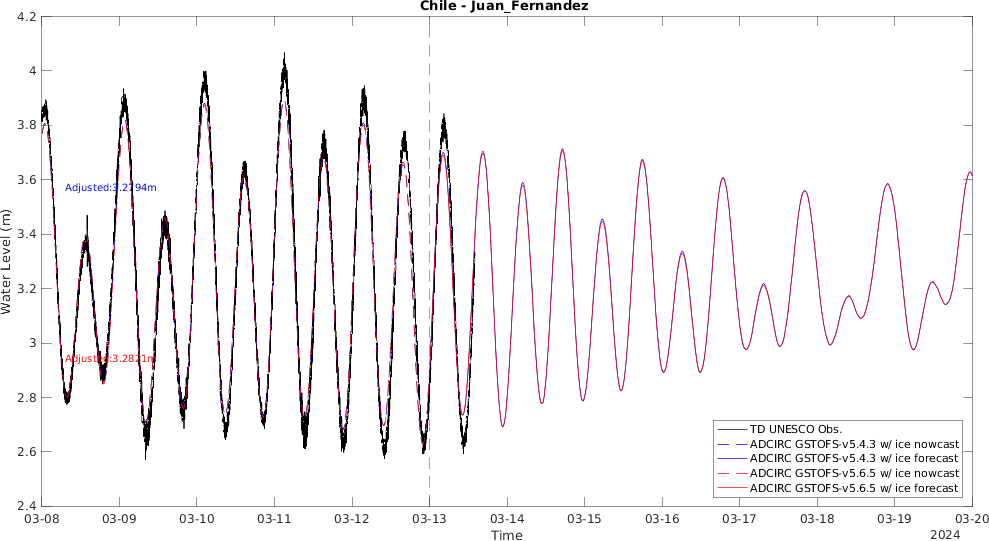 Chile - Juan_Fernandez
4.2
4
3.8
3.6
3.4
3.2
3
2.8
2.6
2.4
Water Level (m)
Adjusted:3.2794m
Adjusted:3.2821m
TD UNESCO Obs.
ADCIRC GSTOFS-v5.4.3 w/ ice nowcast
ADCIRC GSTOFS-v5.4.3 w/ ice forecast
ADCIRC GSTOFS-v5.6.5 w/ ice nowcast
ADCIRC GSTOFS-v5.6.5 w/ ice forecast
03-08 03-09 03-10 03-11 03-12 03-13 03-14 03-15 03-16 03-17 03-18 03-19 03-20
Time
2024